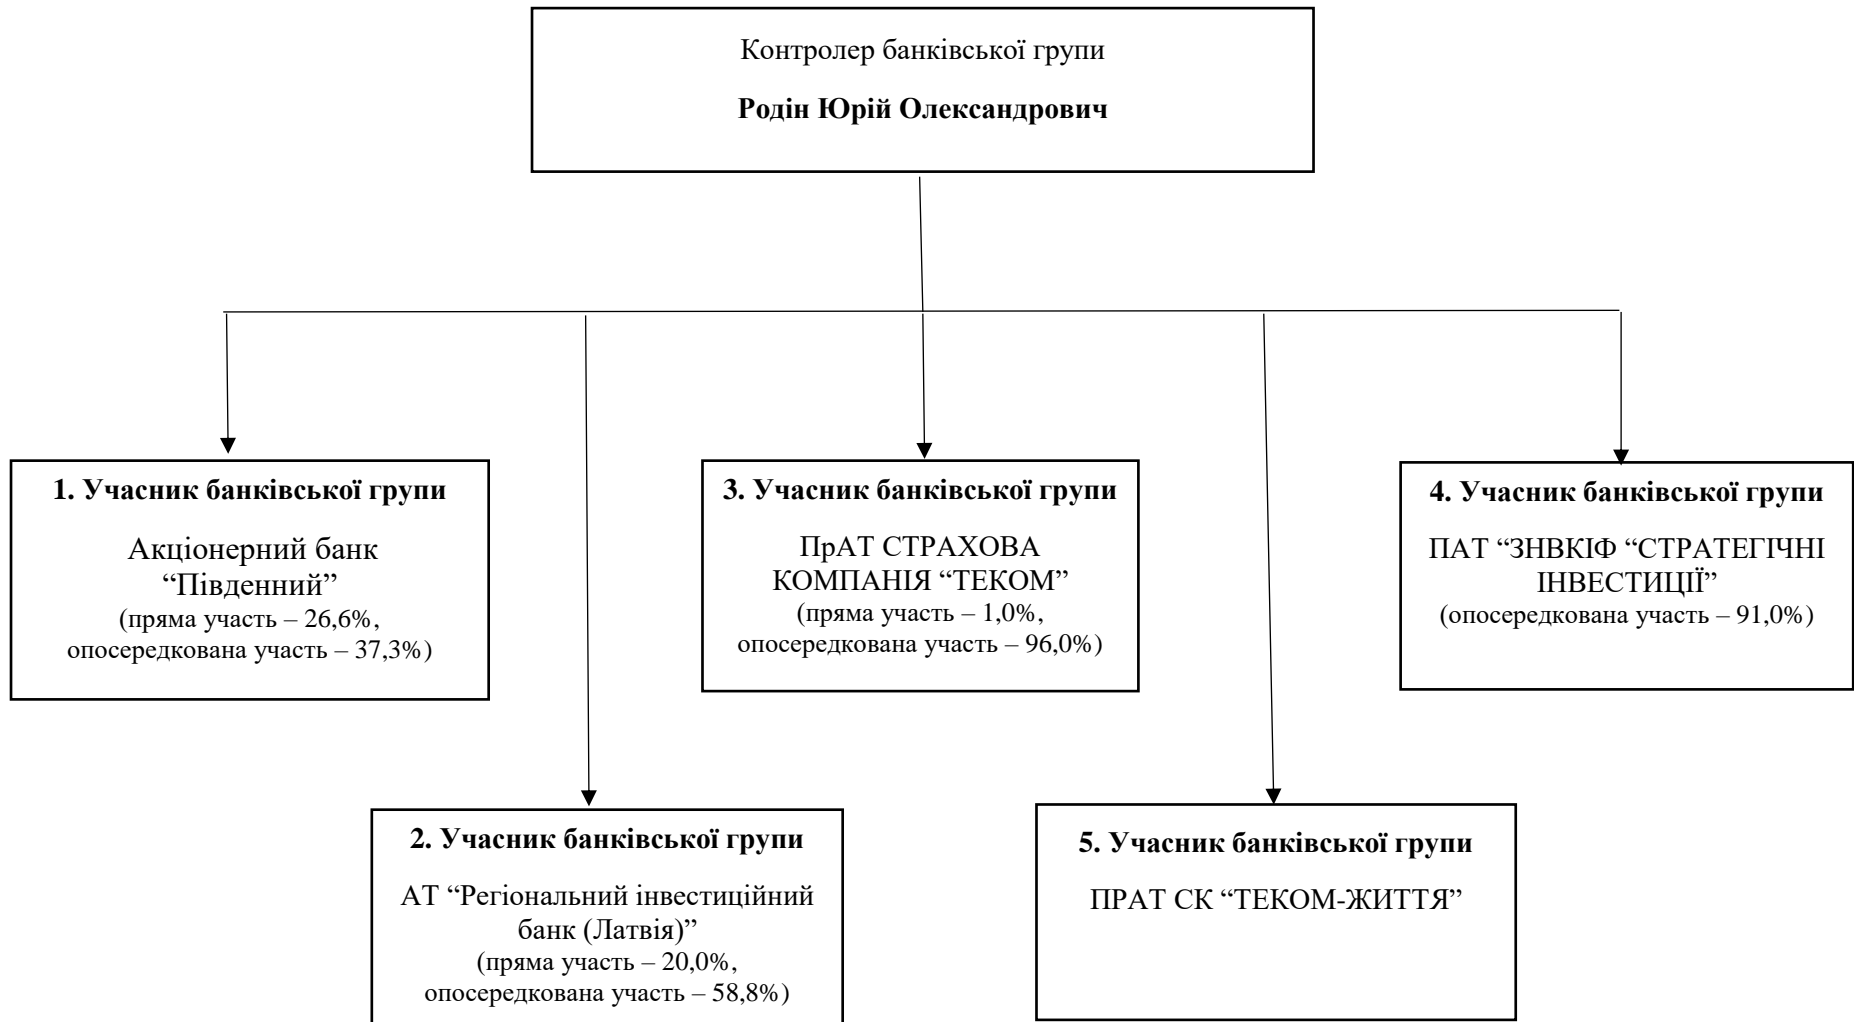 Контролер банківської групи
Родін Юрій Олександрович
1. Учасник банківської групи
Акціонерний банк
“Південний”
(пряма участь – 26,6%,
опосередкована участь – 37,3%)
3. Учасник банківської групи
ПрАТ СТРАХОВА
КОМПАНІЯ “ТЕКОМ”
(пряма участь – 1,0%,
опосередкована участь – 96,0%)
4. Учасник банківської групи
ПАТ “ЗНВКІФ “СТРАТЕГІЧНІ
ІНВЕСТИЦІЇ”
(опосередкована участь – 91,0%)
2. Учасник банківської групи
АТ “Регіональний інвестиційний
банк (Латвія)”
(пряма участь – 20,0%,
опосередкована участь – 58,8%)
5. Учасник банківської групи
ПРАТ СК “ТЕКОМ-ЖИТТЯ”